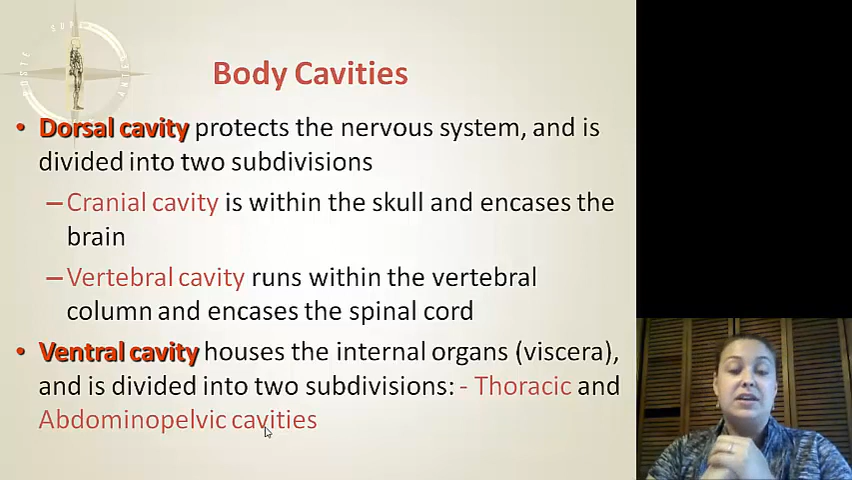 Body Cavities
• Dorsal cavity protects the nervous system, and is
divided into two subdivisions
– Cranial cavity is within the skull and encases the
brain
– Vertebral cavity runs within the vertebral
column and encases the spinal cord
• Ventral cavity houses the internal organs (viscera),
and is divided into two subdivisions: - Thoracic and
Abdominopelvic cavities